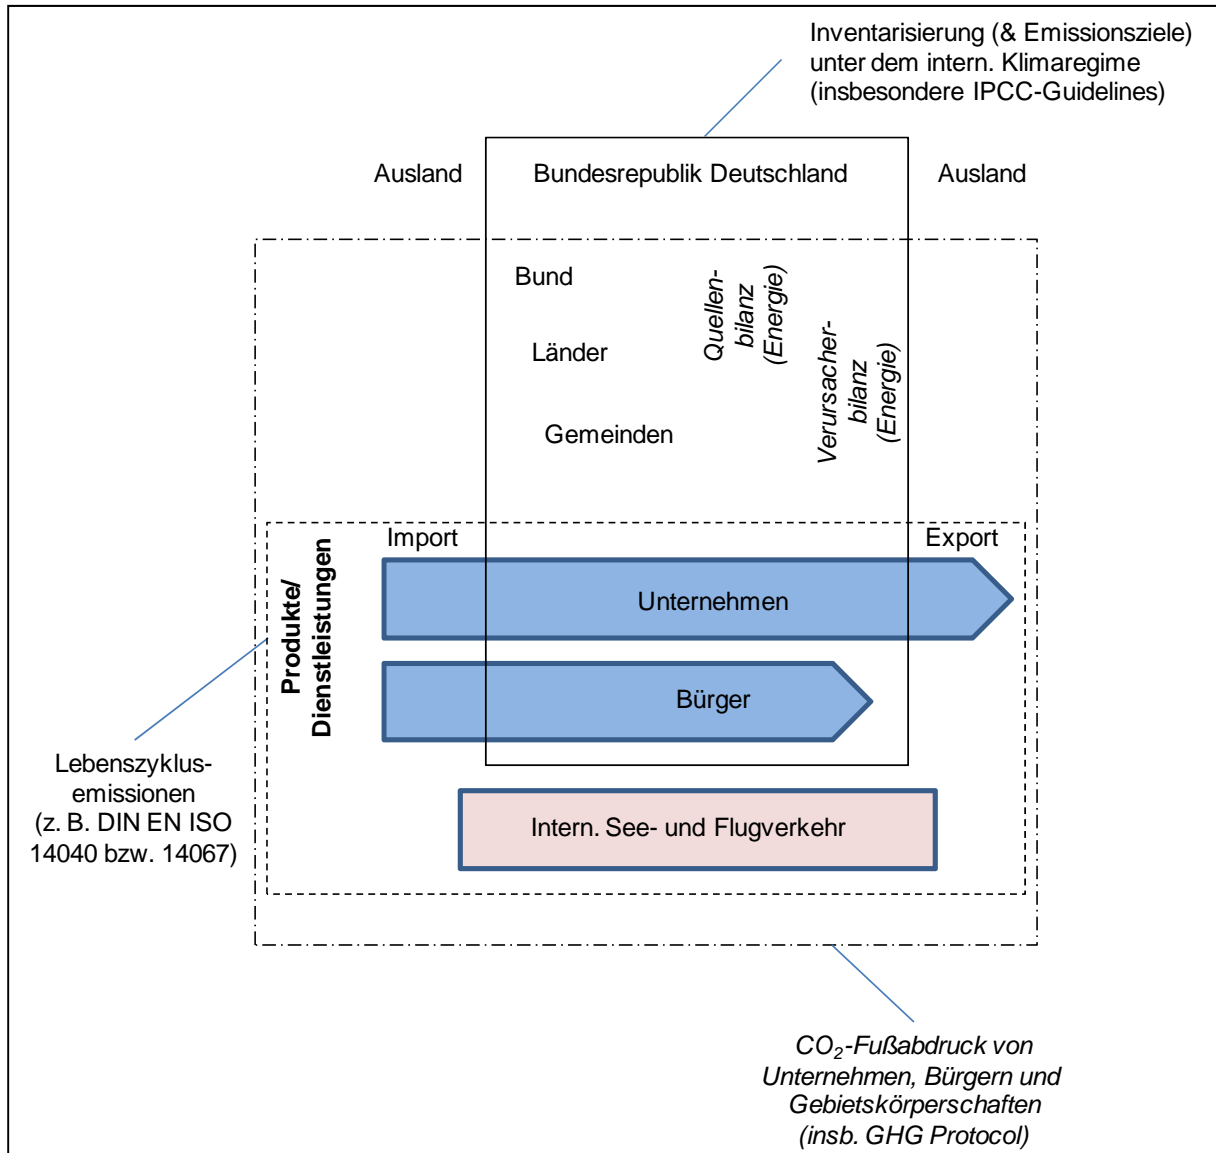 Inventarisierung (& Emissionsziele)
unter dem intern. Klimaregime
(insbesondere IPCC-Guidelines)
Ausland
Bundesrepublik Deutschland
Ausland
Bund
Länder
Gemeinden
Quellen-
bilanz
(Energie)
Verursacher-
bilanz
(Energie)
Produkte/
Dienstleistungen
Import
Export
Unternehmen
Bürger
Intern. See- und Flugverkehr
Lebenszyklus-
emissionen
(z. B. DIN EN ISO
14040 bzw. 14067)
CO₂-Fußabdruck von
Unternehmen, Bürgern und
Gebietskörperschaften
(insb. GHG Protocol)